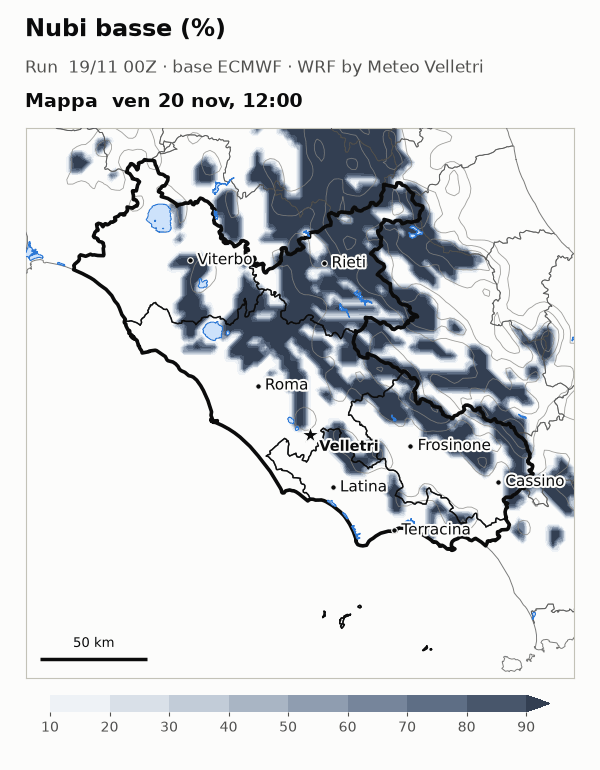 Nubi basse (%)
Run  19/11 00Z · base ECMWF · WRF by Meteo Velletri
Mappa  ven 20 nov, 12:00
Viterbo
Rieti
Roma
Velletri
Frosinone
Latina
Cassino
Terracina
50 km
10 20 30 40 50 60 70 80 90